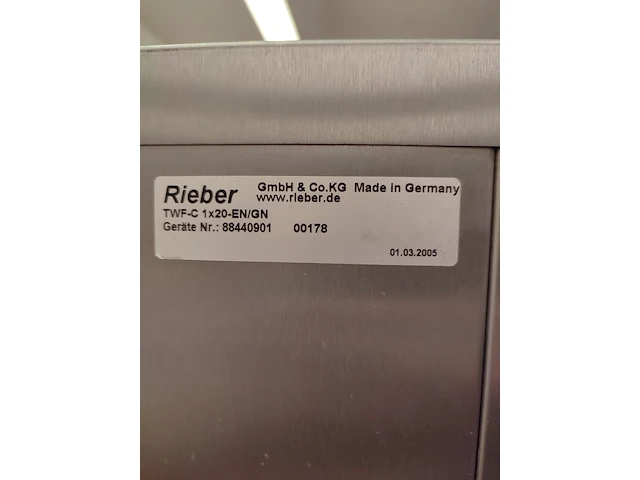 Rieber GmbH & Co.KG Made in Germany
www.rieber.de
TWF-C 1x20-EN/GN
Geräte Nr.: 88440901 00178
01.03.2005